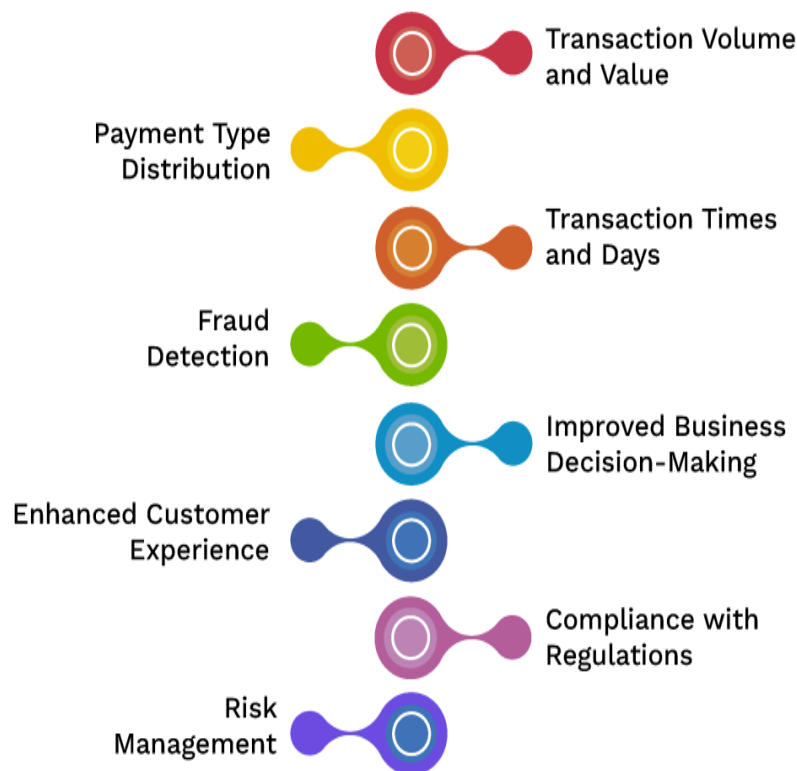 Transaction Volume
and Value
Payment Type
Distribution
Transaction Times
and Days
Fraud
Detection
Improved Business
Decision-Making
Enhanced Customer
Experience
Compliance with
Regulations
Risk
Management